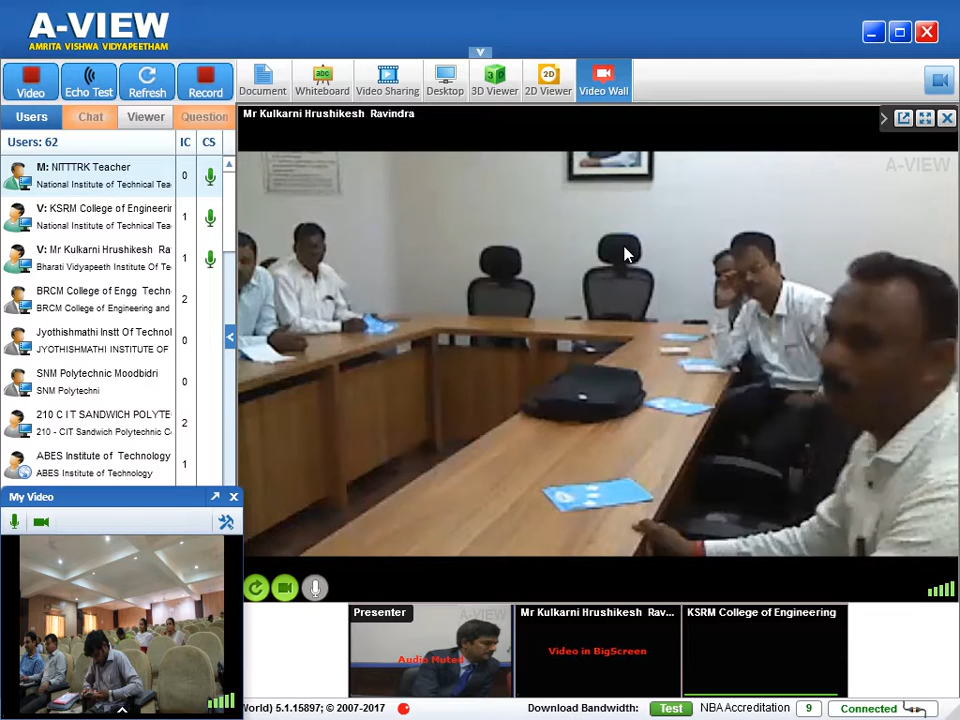 A-VIEW
AMRITA VISHWA VIDYAPEETHAM
Video
Echo Test
Refresh
Record
Document
abc
Whiteboard
Video Sharing
Desktop
3D
3D Viewer
2D
2D Viewer
Video Wall
Users
Chat
Viewer
Question
Users: 62
IC
CS
M: NITTTRK Teacher
National Institute of Technical Tea
0
V: KSRM College of Engineerir
National Institute of Technical Tea
1
V: Mr Kulkarni Hrushikesh Ra
Bharati Vidyapeeth Institute Of Te
1
BRCM College of Engg Techn
BRCM College of Engineering and
2
Jyothishmathi Instt Of Technol
JYOTHISHMATHI INSTITUTE OF
0
SNM Polytechnic Moodbidri
SNM Polytechni
0
210 C I T SANDWICH POLYTE
210 - CIT Sandwich Polytechnic C
2
ABES Institute of Technology
ABES Institute of Technology
1
Mr Kulkarni Hrushikesh Ravindra
A-VIEW
My Video
Presenter
A-VIEW
Audio Muted
Mr Kulkarni Hrushikesh Rav...
Video in BigScreen
KSRM College of Engineering
World) 5.1.15897; © 2007-2017
Download Bandwidth:
Test
NBA Accreditation
9
Connected